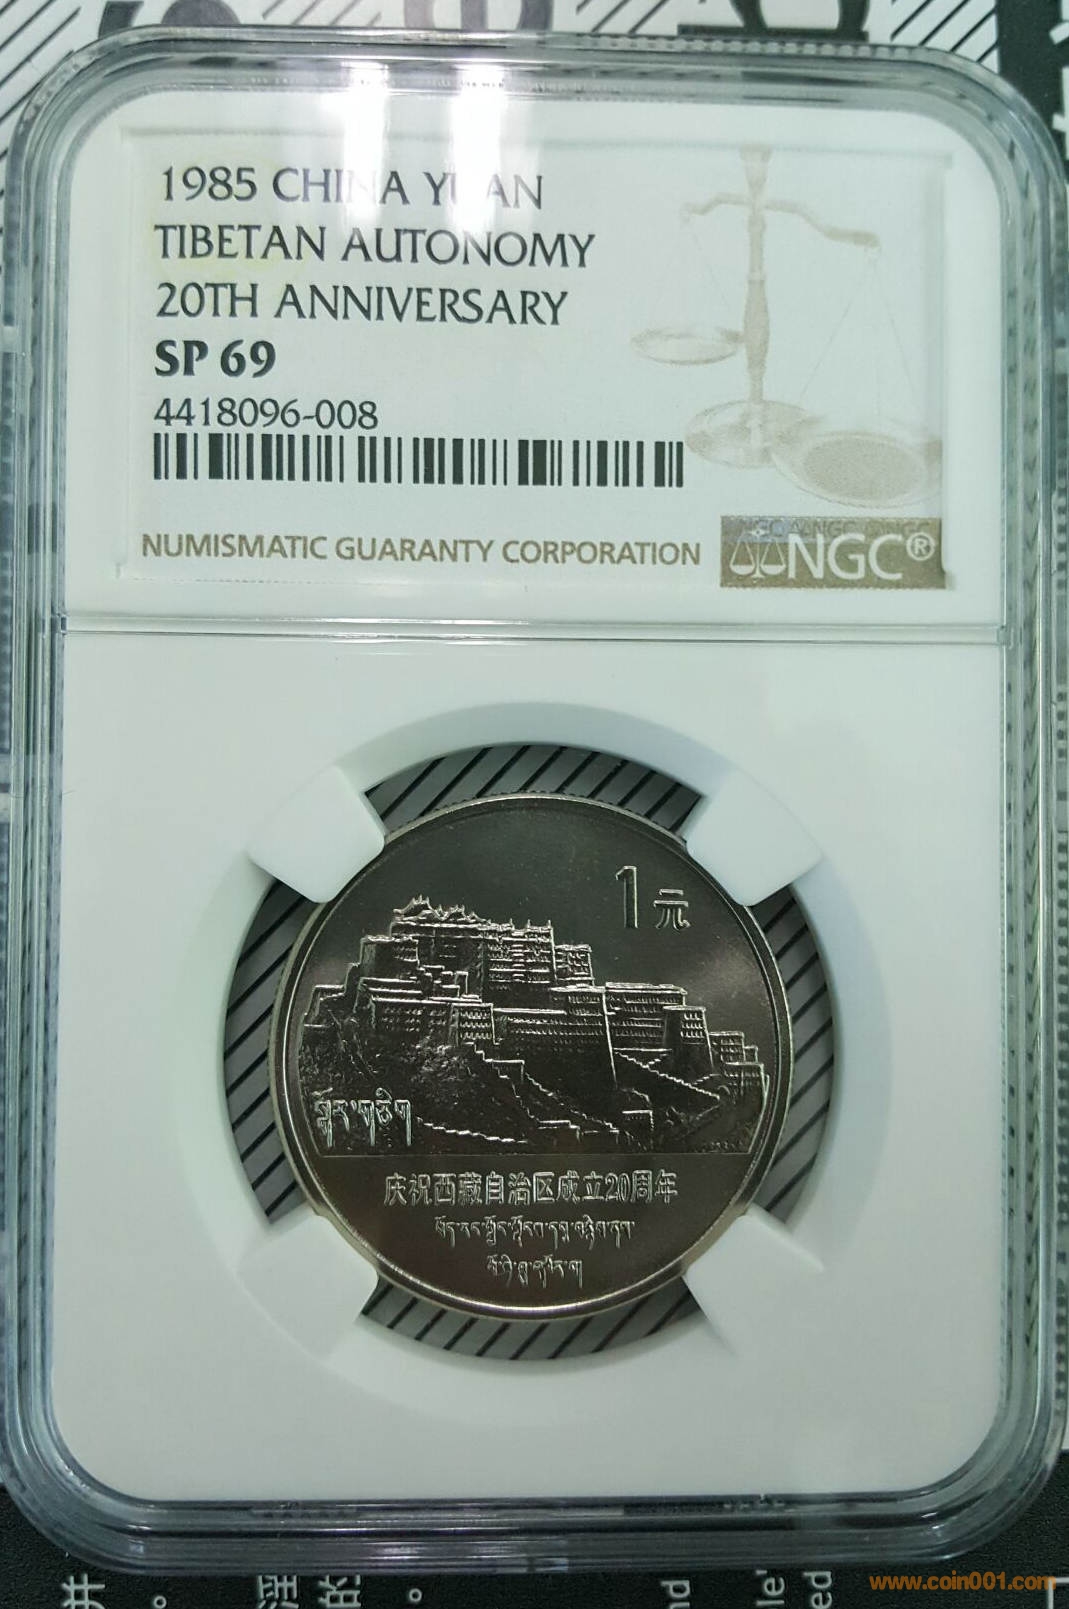 1985 CHINA YUAN
TIBETAN AUTONOMY
20TH ANNIVERSARY
SP 69
4418096-008
NUMISMATIC GUARANTY CORPORATION
NGC®
1元
སྒོར་གཅིག
庆祝西藏自治区成立20周年
www.coin001.com